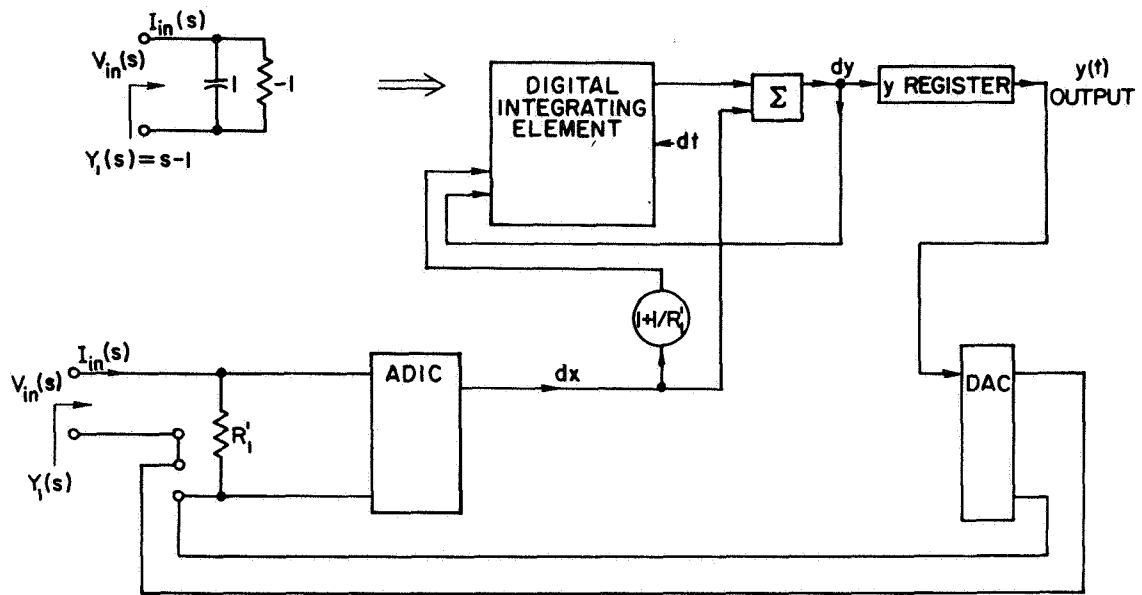 I_in(s)
V_in(s)
1
-1
Y_1(s)=s-1
DIGITAL
INTEGRATING
ELEMENT
dt
Σ
dy
y REGISTER
y(t)
OUTPUT
1+1/R'_1
I_in(s)
V_in(s)
Y_1(s)
R'_1
ADIC
dx
DAC